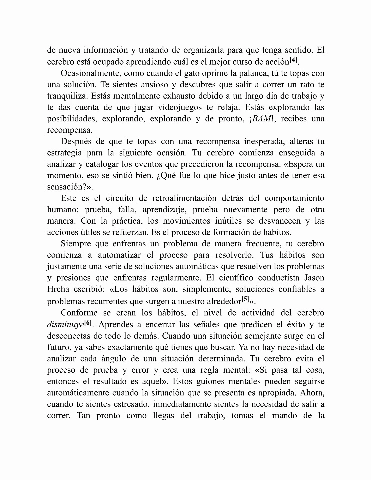 de nueva información y tratando de organizarla para que tenga sentido. El
cerebro está ocupado aprendiendo cuál es el mejor curso de acción[4].
Ocasionalmente, como cuando el gato oprime la palanca, tú te topas con
una solución. Te sientes ansioso y descubres que salir a correr un rato te
tranquiliza. Estás mentalmente exhausto debido a un largo día de trabajo y
te das cuenta de que jugar videojuegos te relaja. Estás explorando las
posibilidades, explorando, explorando y de pronto, ¡BAM!, recibes una
recompensa.
Después de que te topas con una recompensa inesperada, alteras tu
estrategia para la siguiente ocasión. Tu cerebro comienza enseguida a
analizar y catalogar los eventos que precedieron la recompensa. «Espera un
momento, eso se sintió bien. ¿Qué fue lo que hice justo antes de tener esa
sensación?».
Este es el circuito de retroalimentación detrás del comportamiento
humano: prueba, falla, aprendizaje, prueba nuevamente pero de otra
manera. Con la práctica, los movimientos inútiles se desvanecen y las
acciones útiles se refuerzan. Es el proceso de formación de hábitos.
Siempre que enfrentas un problema de manera frecuente, tu cerebro
comienza a automatizar el proceso para resolverlo. Tus hábitos son
justamente una serie de soluciones automáticas que resuelven los problemas
y presiones que enfrentas regularmente. El científico conductista Jason
Hreha escribió: «Los hábitos son, simplemente, soluciones confiables a
problemas recurrentes que surgen a nuestro alrededor[5]».
Conforme se crean los hábitos, el nivel de actividad del cerebro
disminuye[6]. Aprendes a encerrar las señales que predicen el éxito y te
desconectas de todo lo demás. Cuando una situación semejante surge en el
futuro, ya sabes exactamente qué tienes que buscar. Ya no hay necesidad de
analizar cada ángulo de una situación determinada. Tu cerebro evita el
proceso de prueba y error y crea una regla mental: «Si pasa tal cosa,
entonces el resultado es aquel». Estos guiones mentales pueden seguirse
automáticamente cuando la situación que se presenta es apropiada. Ahora,
cuando te sientes estresado, inmediatamente sientes la necesidad de salir a
correr. Tan pronto como llegas del trabajo, tomas el mando de la